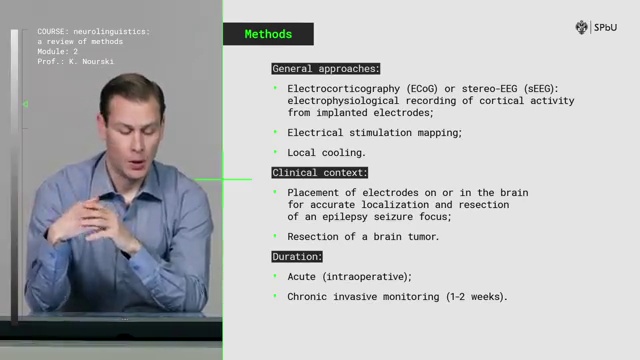 COURSE: neurolinguistics:
a review of methods
Module: 2
Prof.: K. Nourski
Methods
SPbU
General approaches:
Electrocorticography (ECoG) or stereo-EEG (sEEG):
electrophysiological recording of cortical activity
from implanted electrodes;
Electrical stimulation mapping;
Local cooling.
Clinical context:
Placement of electrodes on or in the brain
for accurate localization and resection
of an epilepsy seizure focus;
Resection of a brain tumor.
Duration:
Acute (intraoperative);
Chronic invasive monitoring (1-2 weeks).